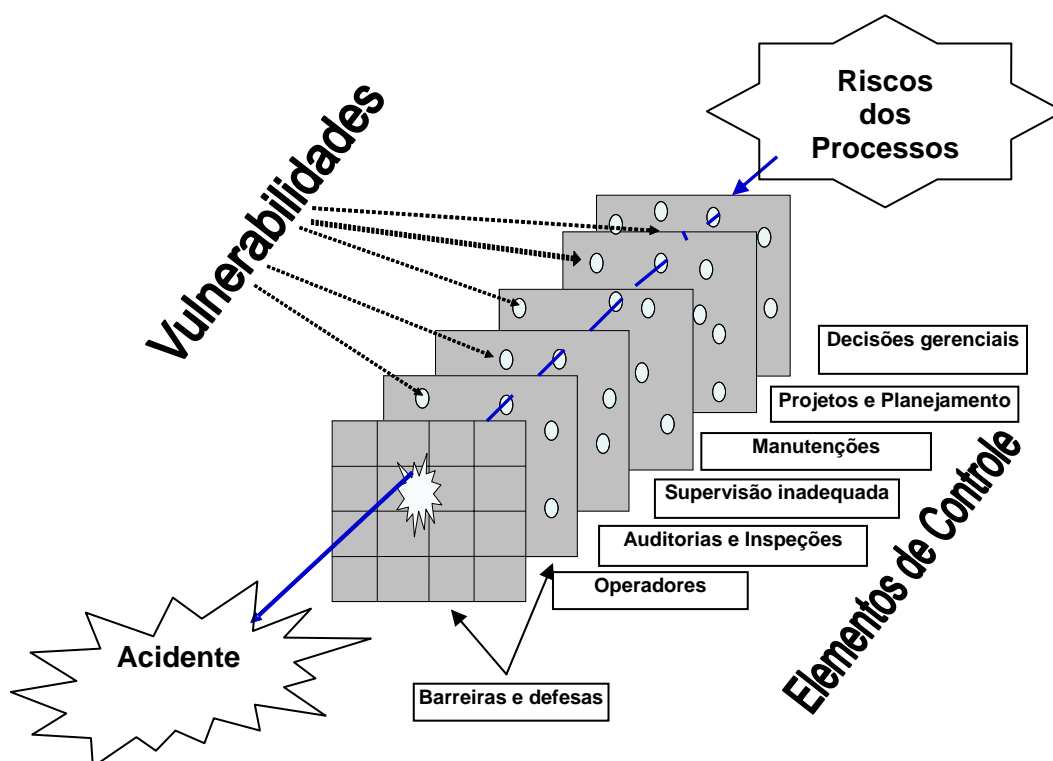 Vulnerabilidades
Riscos
dos
Processos
Decisões gerenciais
Projetos e Planejamento
Manutenções
Supervisão inadequada
Auditorias e Inspeções
Operadores
Elementos de Controle
Acidente
Barreiras e defesas